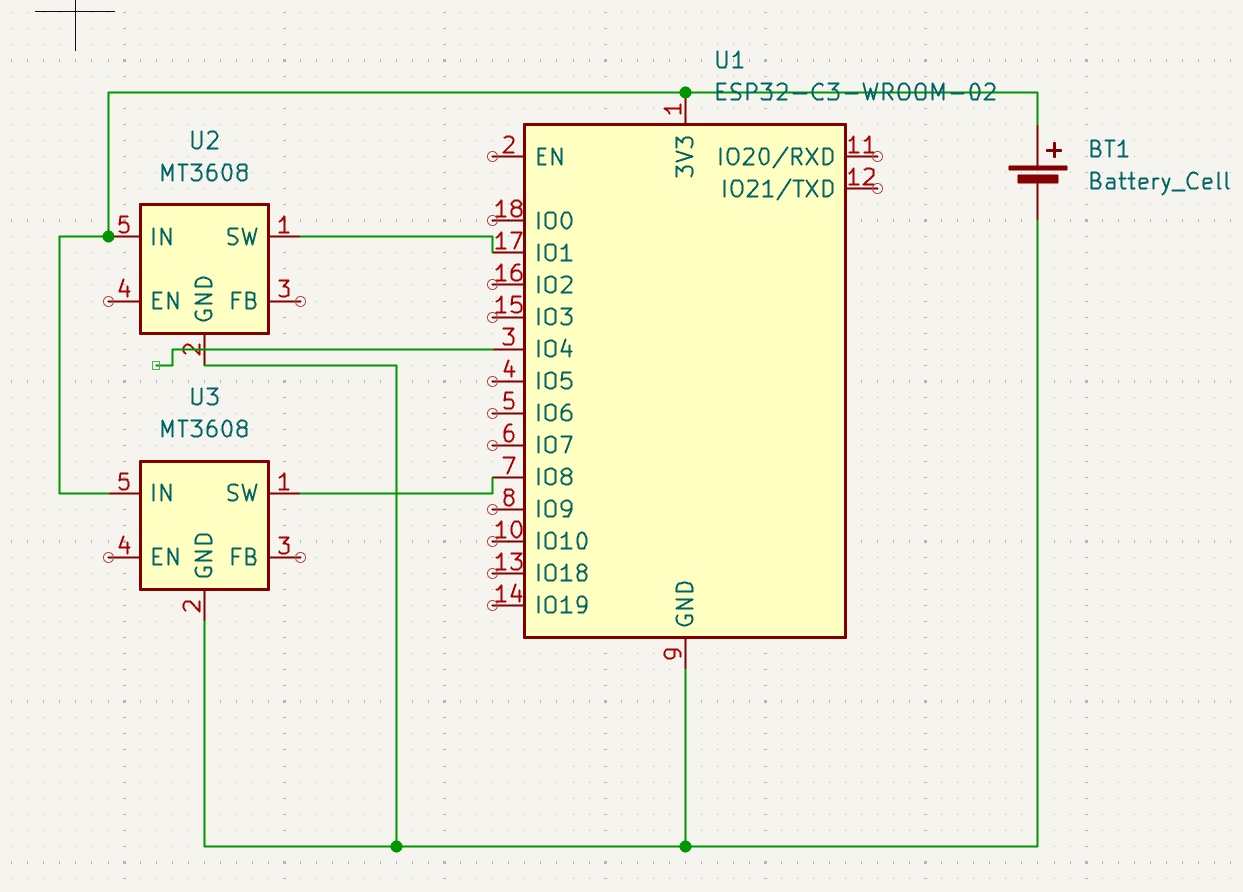 U1
ESP32-C3-WROOM-02
1
3V3
2
EN
IO20/RXD
11
IO21/TXD
12
18
IO0
17
IO1
16
IO2
15
IO3
3
IO4
4
IO5
5
IO6
6
IO7
7
IO8
8
IO9
10
IO10
13
IO18
14
IO19
GND
9
+
BT1
Battery_Cell
U2
MT3608
5
IN
SW
1
4
EN
GND
FB
3
2
U3
MT3608
5
IN
SW
1
4
EN
GND
FB
3
2